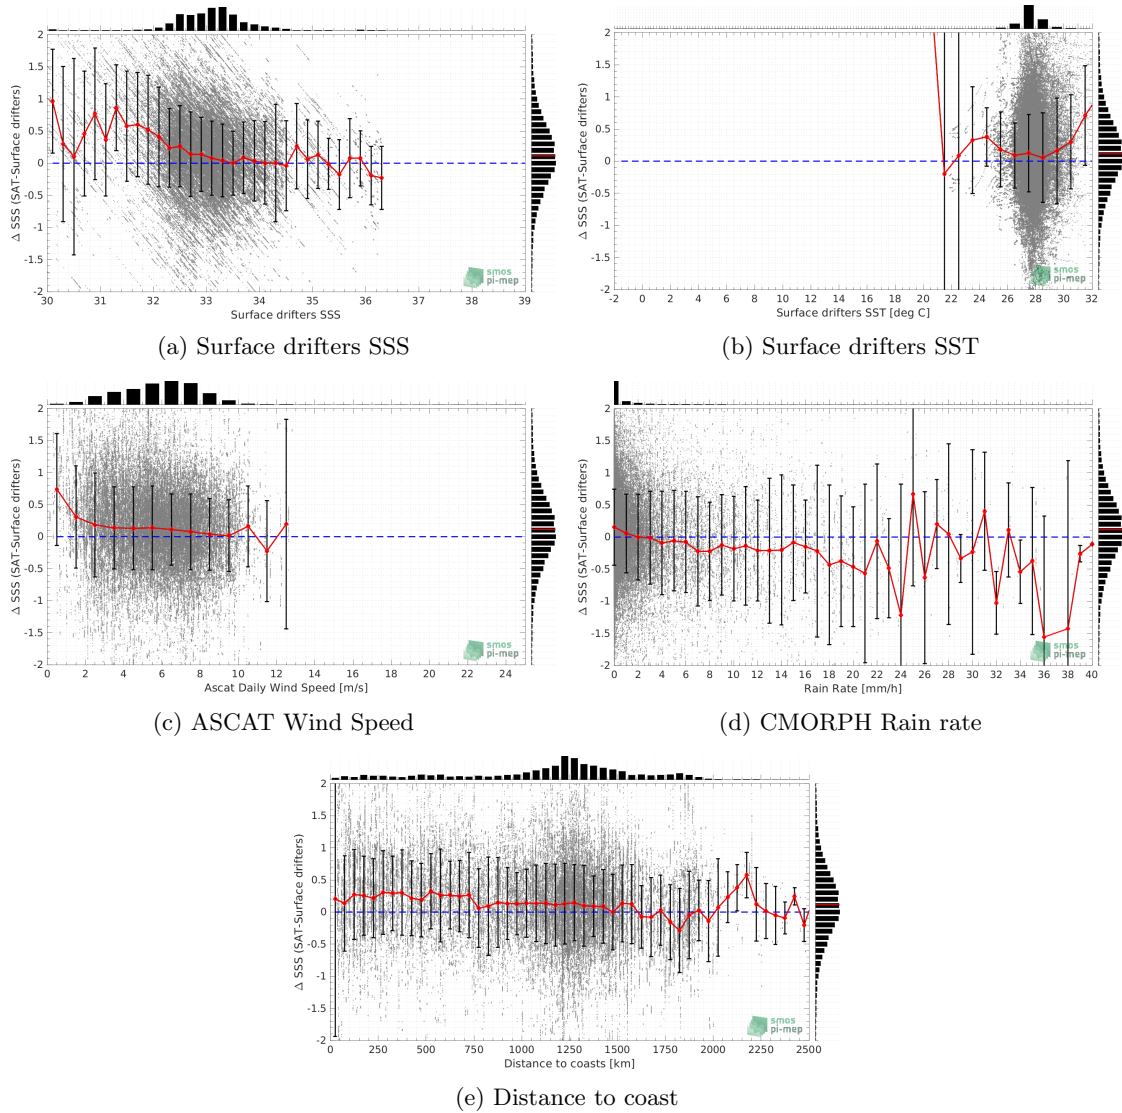 2
1.5
1
0.5
0
-0.5
-1
-1.5
-2
Δ SSS (SAT-Surface drifters)
30 31 32 33 34 35 36 37 38 39
Surface drifters SSS
smos
pi-mep
(a) Surface drifters SSS
2
1.5
1
0.5
0
-0.5
-1
-1.5
-2
Δ SSS (SAT-Surface drifters)
-2 0 2 4 6 8 10 12 14 16 18 20 22 24 26 28 30 32
Surface drifters SST [deg C]
smos
pi-mep
(b) Surface drifters SST
2
1.5
1
0.5
0
-0.5
-1
-1.5
-2
Δ SSS (SAT-Surface drifters)
0 2 4 6 8 10 12 14 16 18 20 22 24
Ascat Daily Wind Speed [m/s]
smos
pi-mep
(c) ASCAT Wind Speed
2
1.5
1
0.5
0
-0.5
-1
-1.5
-2
Δ SSS (SAT-Surface drifters)
0 2 4 6 8 10 12 14 16 18 20 22 24 26 28 30 32 34 36 38 40
Rain Rate [mm/h]
smos
pi-mep
(d) CMORPH Rain rate
2
1.5
1
0.5
0
-0.5
-1
-1.5
-2
Δ SSS (SAT-Surface drifters)
0 250 500 750 1000 1250 1500 1750 2000 2250 2500
Distance to coasts [km]
smos
pi-mep
(e) Distance to coast